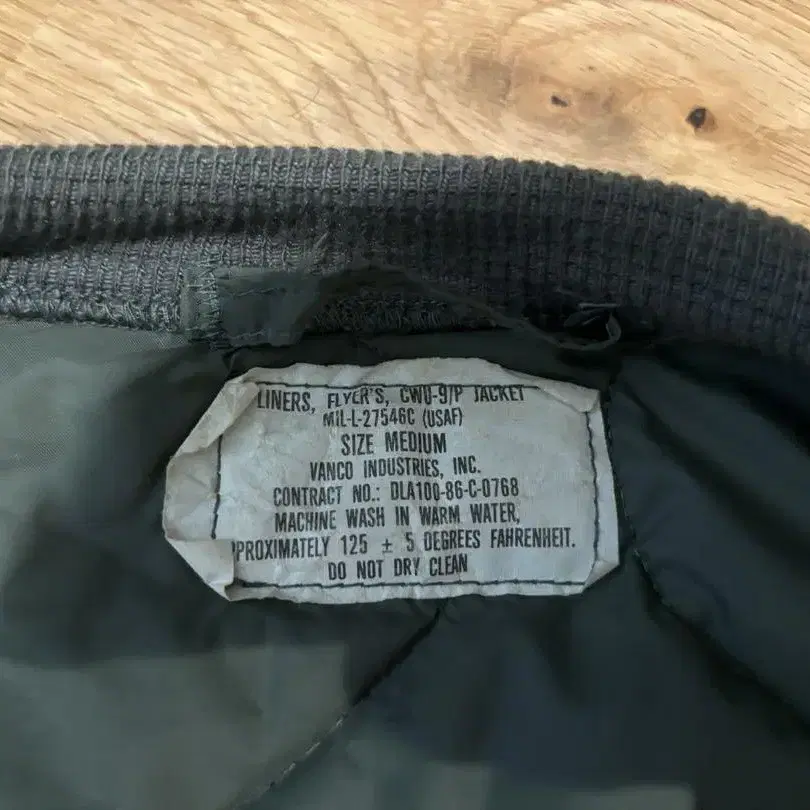 LINERS, FLYER'S, CWU-9/P JACKET
MIL-L-27546C (USAF)
SIZE MEDIUM
VANCO INDUSTRIES, INC.
CONTRACT NO.: DLA100-86-C-0768
MACHINE WASH IN WARM WATER,
PPROXIMATELY 125 ± 5 DEGREES FAHRENHEIT.
DO NOT DRY CLEAN